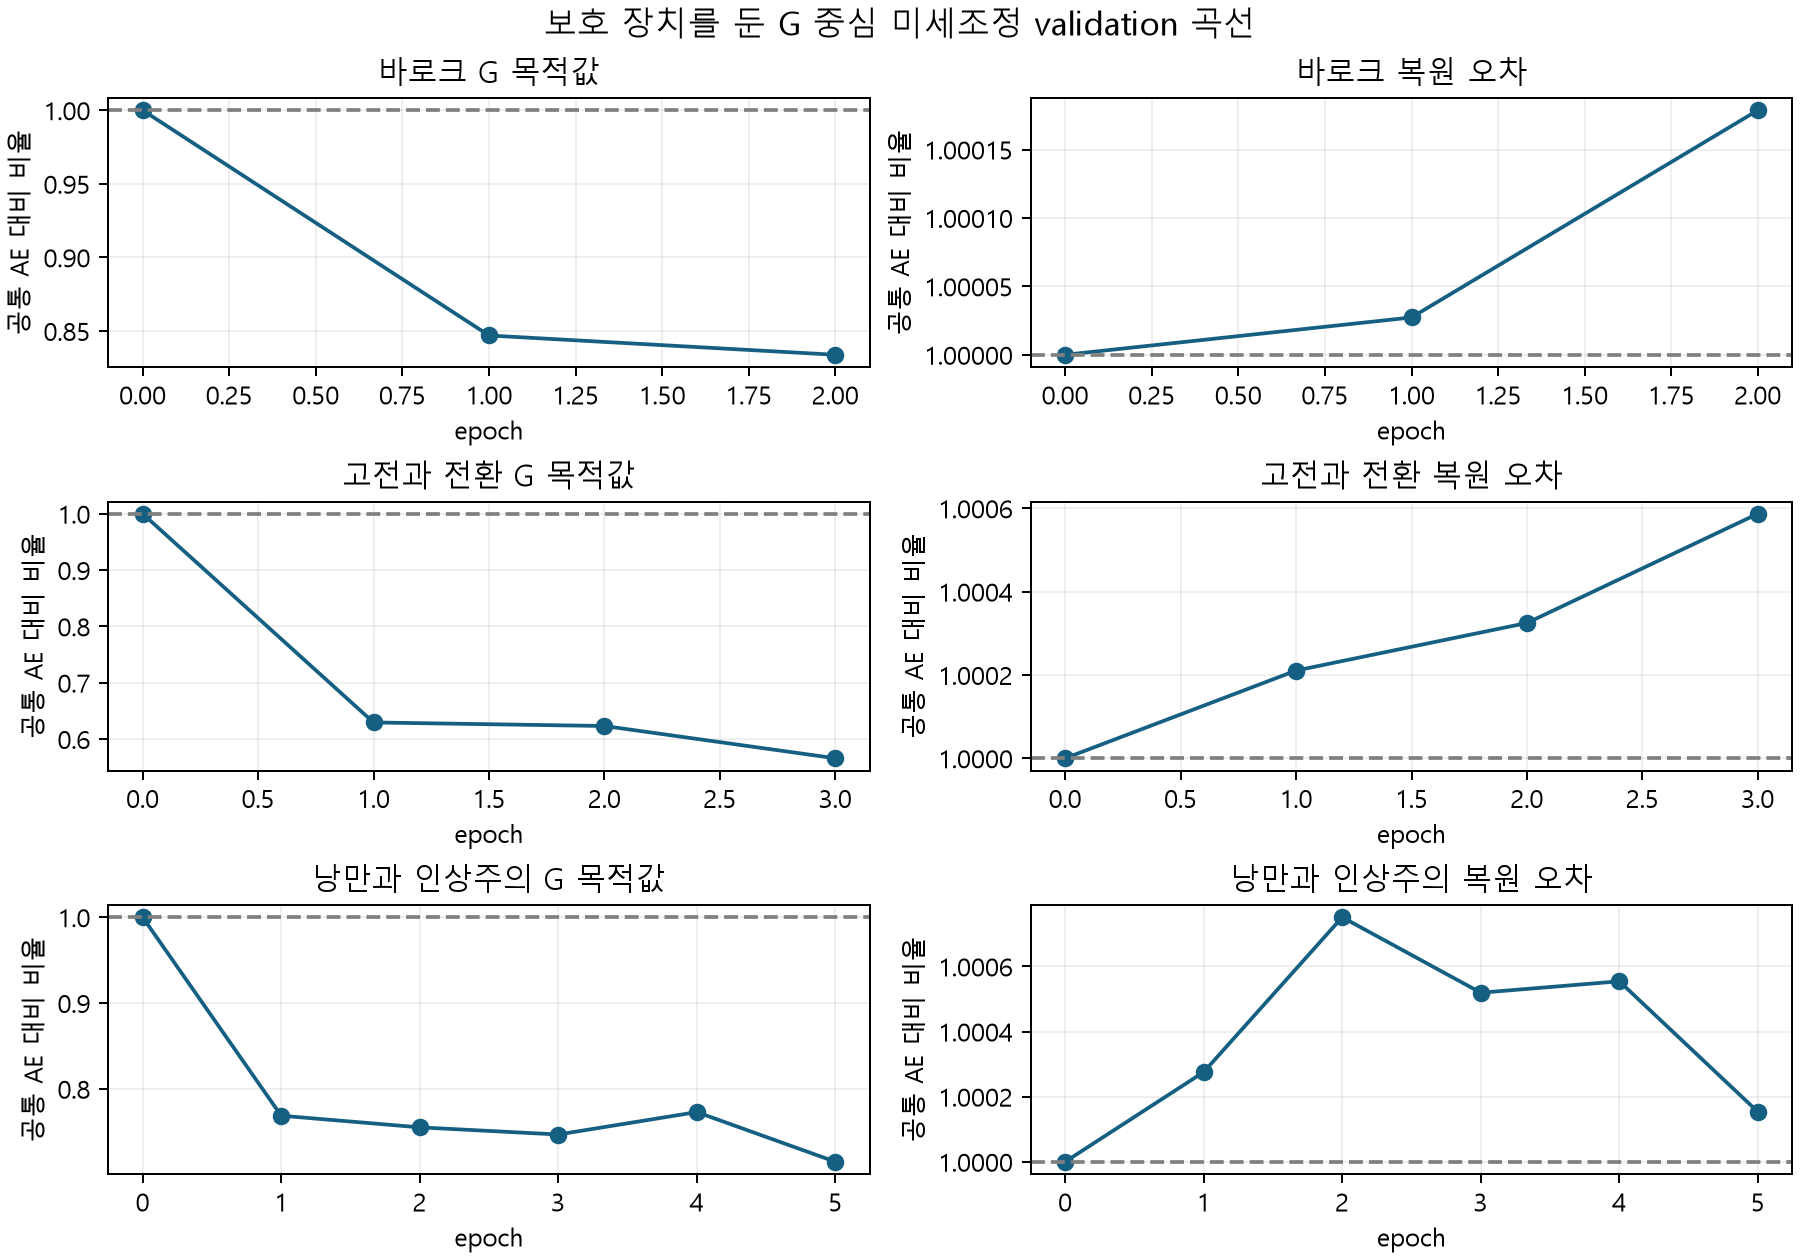 보호 장치를 둔 G 중심 미세조정 validation 곡선
바로크 G 목적값
공통 AE 대비 비율
1.00
0.95
0.90
0.85
0.00 0.25 0.50 0.75 1.00 1.25 1.50 1.75 2.00
epoch
바로크 복원 오차
공통 AE 대비 비율
1.00015
1.00010
1.00005
1.00000
0.00 0.25 0.50 0.75 1.00 1.25 1.50 1.75 2.00
epoch
고전과 전환 G 목적값
공통 AE 대비 비율
1.0
0.9
0.8
0.7
0.6
0.0 0.5 1.0 1.5 2.0 2.5 3.0
epoch
고전과 전환 복원 오차
공통 AE 대비 비율
1.0006
1.0004
1.0002
1.0000
0.0 0.5 1.0 1.5 2.0 2.5 3.0
epoch
낭만과 인상주의 G 목적값
공통 AE 대비 비율
1.0
0.9
0.8
0 1 2 3 4 5
epoch
낭만과 인상주의 복원 오차
공통 AE 대비 비율
1.0006
1.0004
1.0002
1.0000
0 1 2 3 4 5
epoch